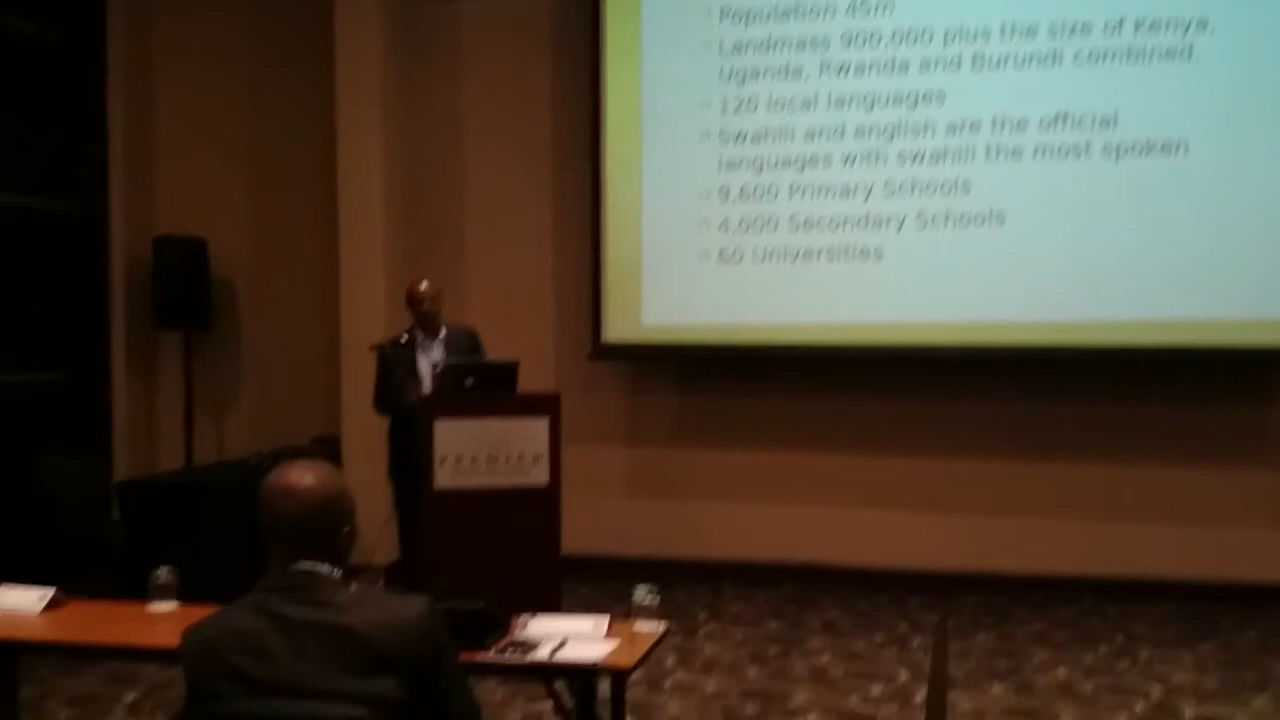 Population 45m
Landmass 900,000 plus the size of Kenya,
Uganda, Rwanda and Burundi combined.
120 local languages
Swahili and english are the official
languages with swahili the most spoken
9,600 Primary Schools
4,000 Secondary Schools
60 Universities
PREMIER